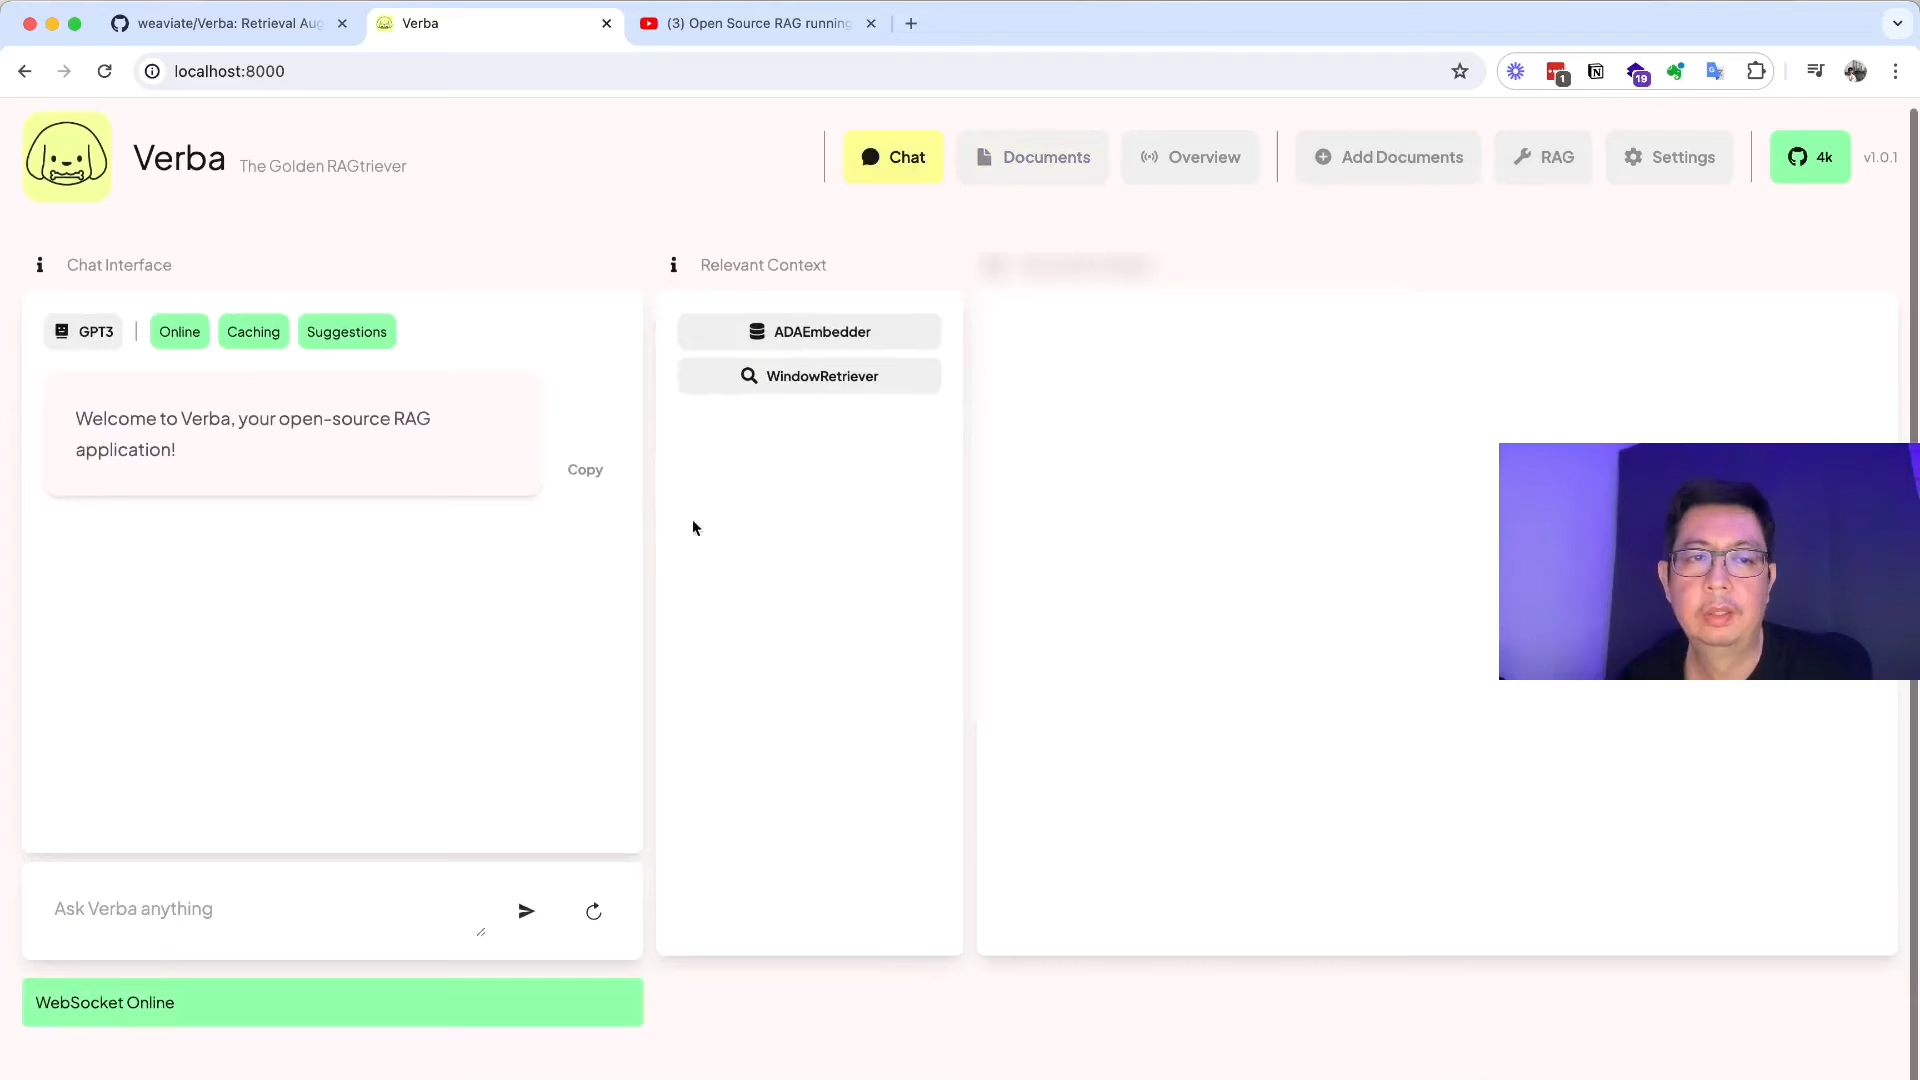 weaviate/Verba: Retrieval Aug
Verba
(3) Open Source RAG running
localhost:8000
1
19
Verba
The Golden RAGtriever
Chat
Documents
Overview
Add Documents
RAG
Settings
4k
v1.0.1
Chat Interface
Relevant Context
GPT3
Online
Caching
Suggestions
ADAEmbedder
WindowRetriever
Welcome to Verba, your open-source RAG
application!
Copy
Ask Verba anything
WebSocket Online